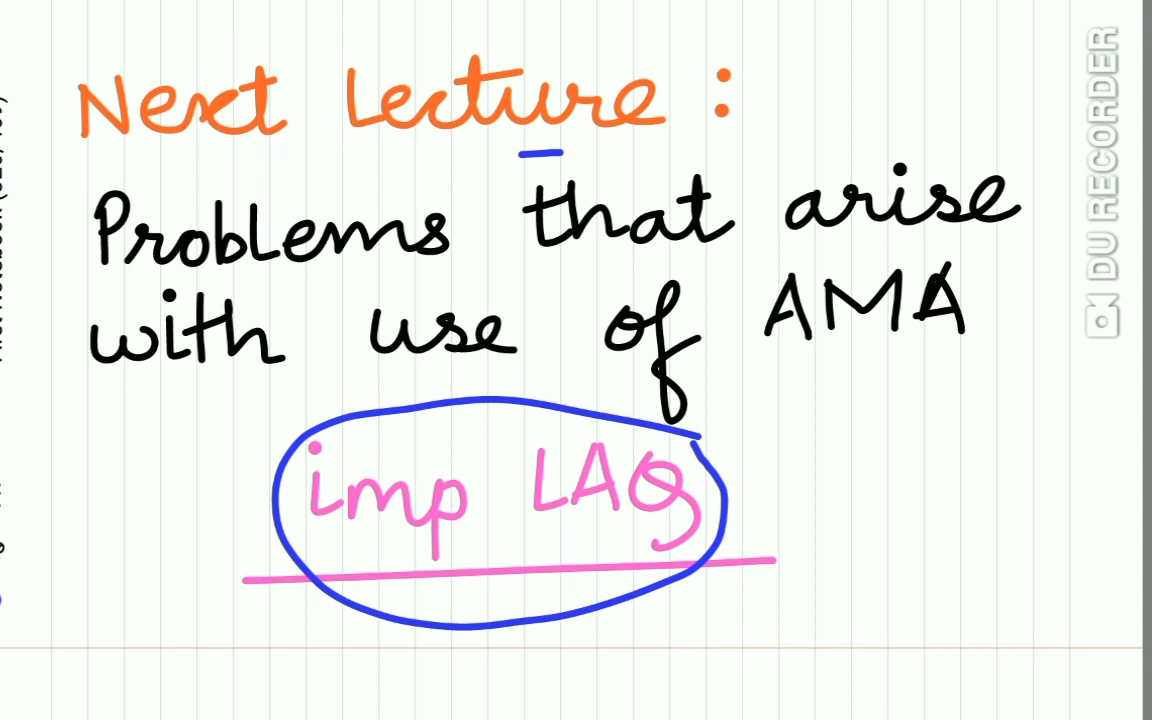 Next Lecture :
Problems that arise
with use of AMA
imp LAQ
DU RECORDER